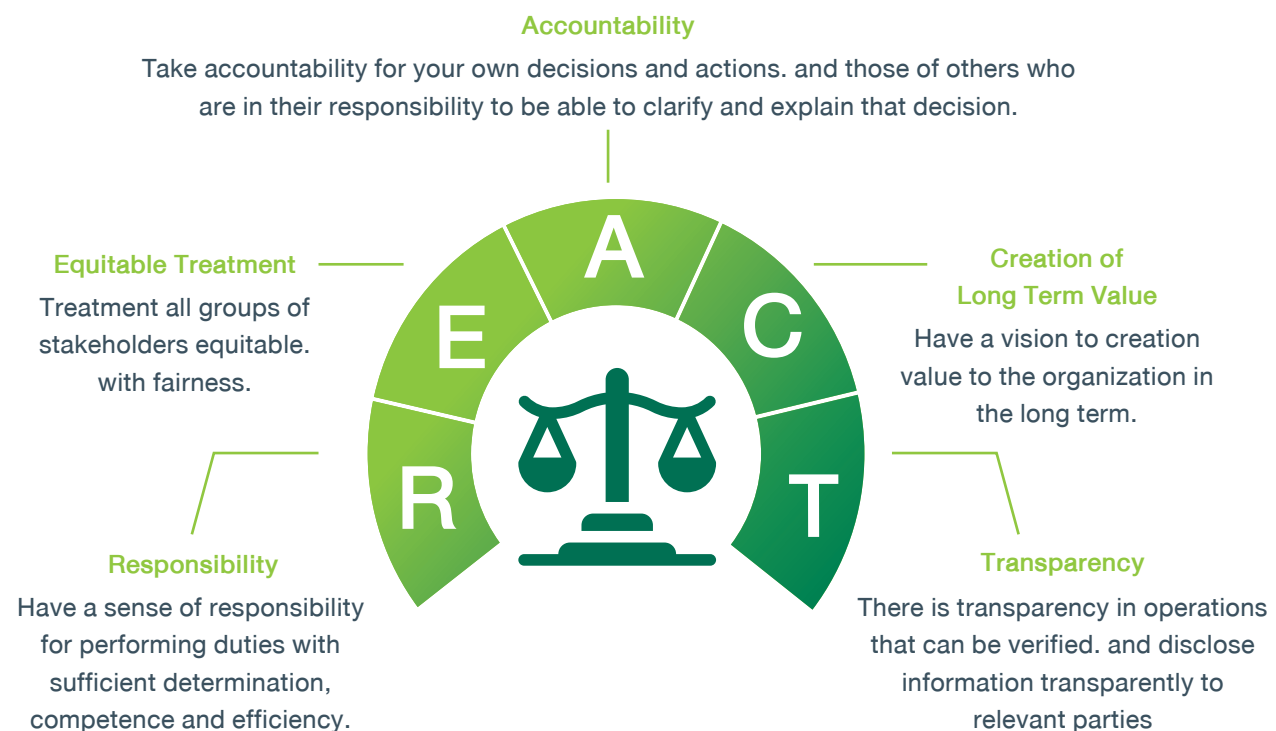 Accountability
Take accountability for your own decisions and actions. and those of others who
are in their responsibility to be able to clarify and explain that decision.
Equitable Treatment
Treatment all groups of
stakeholders equitable.
with fairness.
Responsibility
Have a sense of responsibility
for performing duties with
sufficient determination,
competence and efficiency.
R
E
A
C
T
Creation of
Long Term Value
Have a vision to creation
value to the organization in
the long term.
Transparency
There is transparency in operations
that can be verified. and disclose
information transparently to
relevant parties